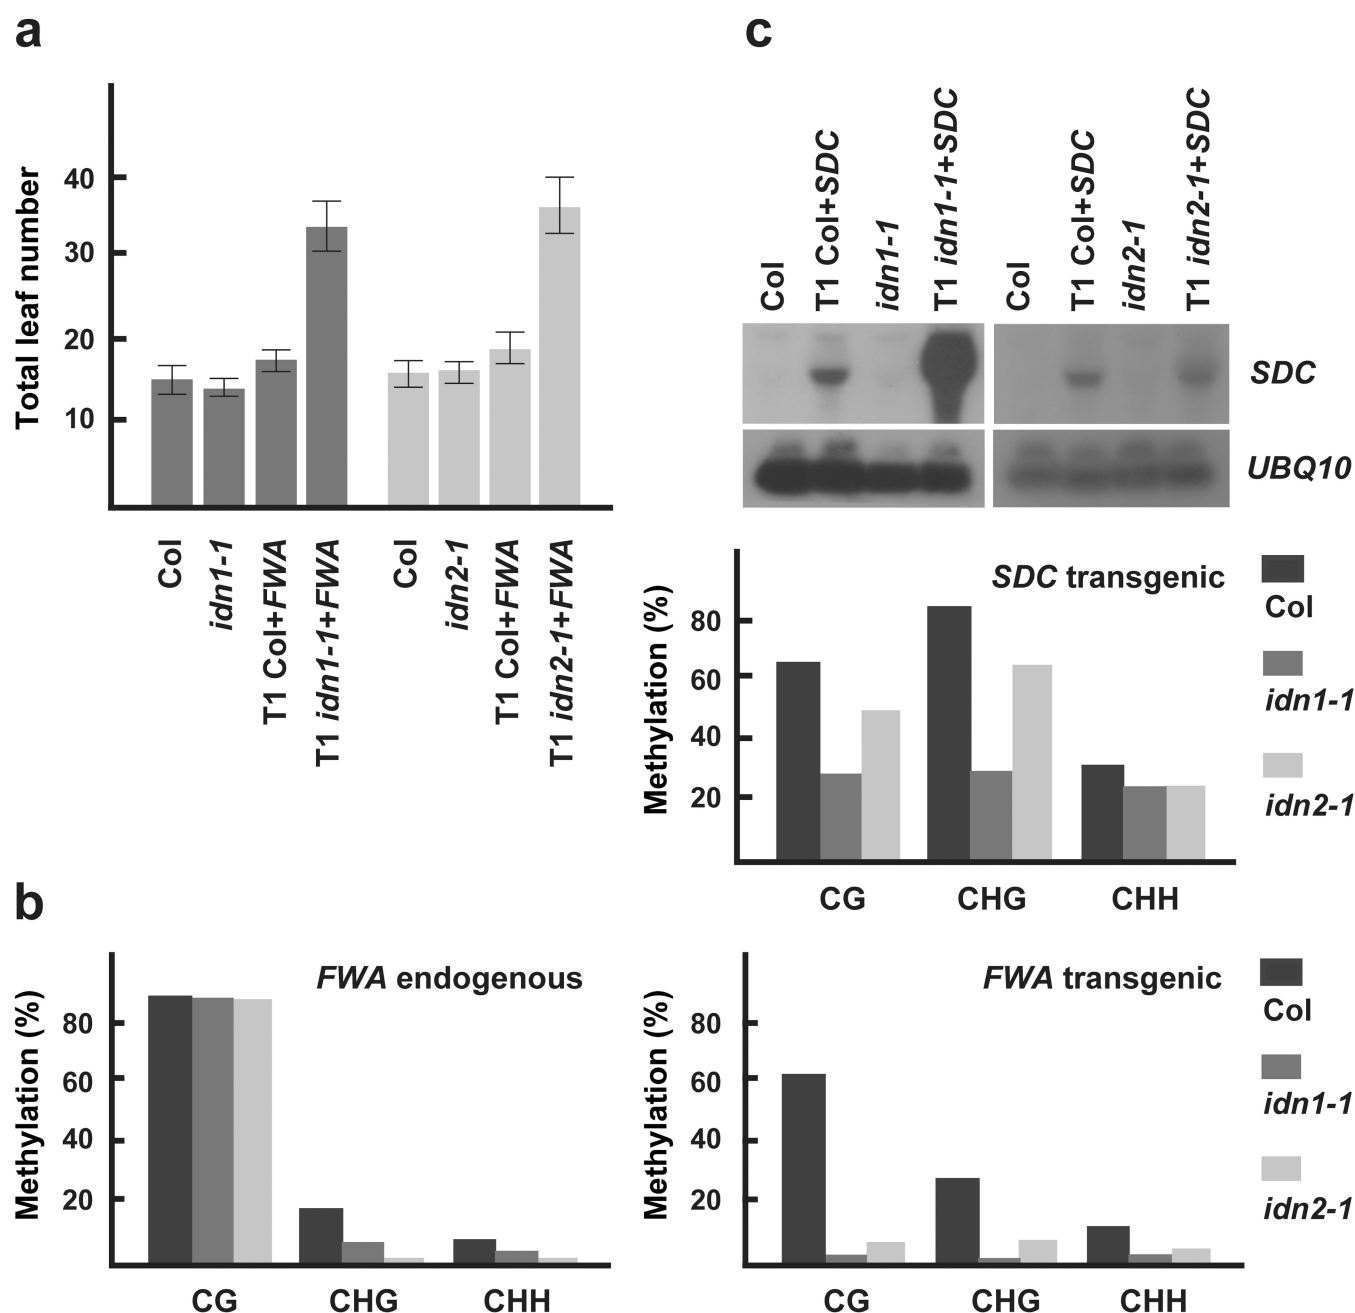 a
Total leaf number
40
30
20
10
Col
idn1-1
T1 Col+FWA
T1 idn1-1+FWA
Col
idn2-1
T1 Col+FWA
T1 idn2-1+FWA
c
Col
T1 Col+SDC
idn1-1
T1 idn1-1+SDC
Col
T1 Col+SDC
idn2-1
T1 idn2-1+SDC
SDC
UBQ10
SDC transgenic
Methylation (%)
80
60
40
20
CG
CHG
CHH
Col
idn1-1
idn2-1
b
FWA endogenous
Methylation (%)
80
60
40
20
CG
CHG
CHH
FWA transgenic
Methylation (%)
80
60
40
20
CG
CHG
CHH
Col
idn1-1
idn2-1